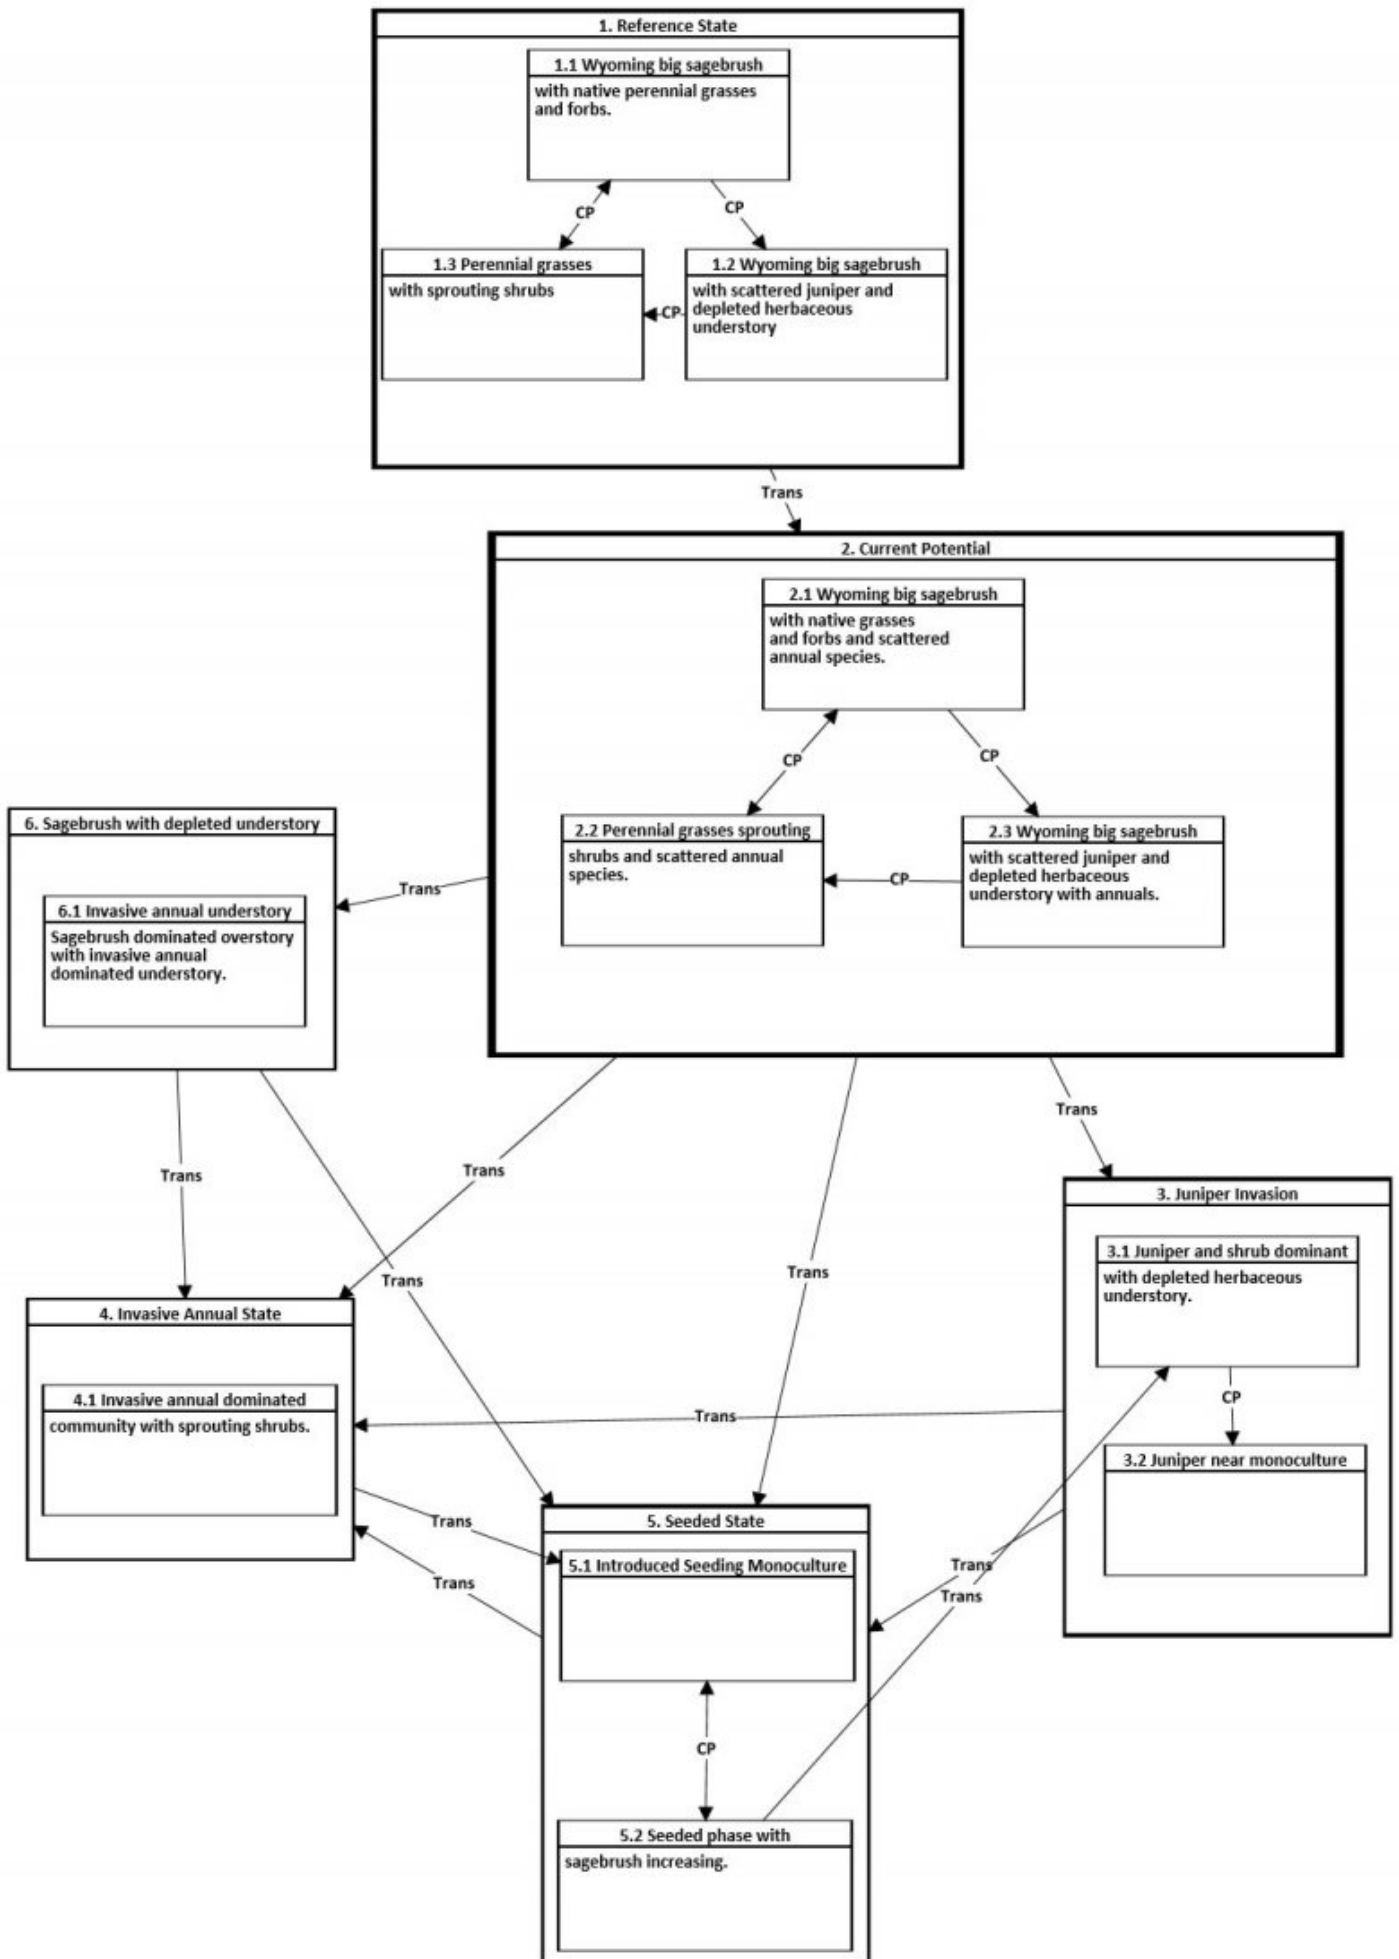 1. Reference State
1.1 Wyoming big sagebrush
with native perennial grasses
and forbs.
CP
CP
1.3 Perennial grasses
with sprouting shrubs
CP
1.2 Wyoming big sagebrush
with scattered juniper and
depleted herbaceous
understory
Trans
2. Current Potential
2.1 Wyoming big sagebrush
with native grasses
and forbs and scattered
annual species.
CP
CP
2.2 Perennial grasses sprouting
shrubs and scattered annual
species.
CP
2.3 Wyoming big sagebrush
with scattered juniper and
depleted herbaceous
understory with annuals.
6. Sagebrush with depleted understory
6.1 Invasive annual understory
Sagebrush dominated overstory
with invasive annual
dominated understory.
Trans
Trans
Trans
Trans
Trans
Trans
3. Juniper Invasion
3.1 Juniper and shrub dominant
with depleted herbaceous
understory.
CP
3.2 Juniper near monoculture
4. Invasive Annual State
4.1 Invasive annual dominated
community with sprouting shrubs.
Trans
Trans
Trans
5. Seeded State
5.1 Introduced Seeding Monoculture
Trans
Trans
CP
5.2 Seeded phase with
sagebrush increasing.